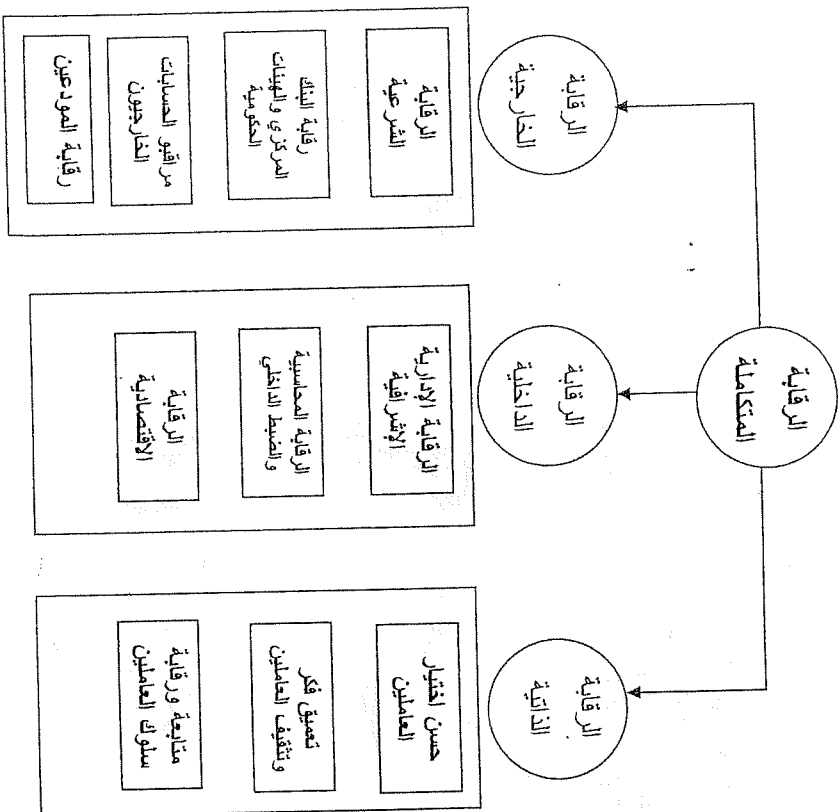 الرقابة
المتكاملة
الرقابة
الذاتية
حسن اختيار
العاملين
تعميق فكر
وتثقيف العاملين
متابعة ورقابة
سلوك العاملين
الرقابة
الداخلية
الرقابة الإدارية
الإشرافية
الرقابة المحاسبية
والضبط الداخلي
الرقابة
الاقتصادية
الرقابة
الخارجية
الرقابة
الشرعية
رقابة البنك
المركزي والهيئات
الحكومية
مراقبو الحسابات
الخارجيون
رقابة المودعين